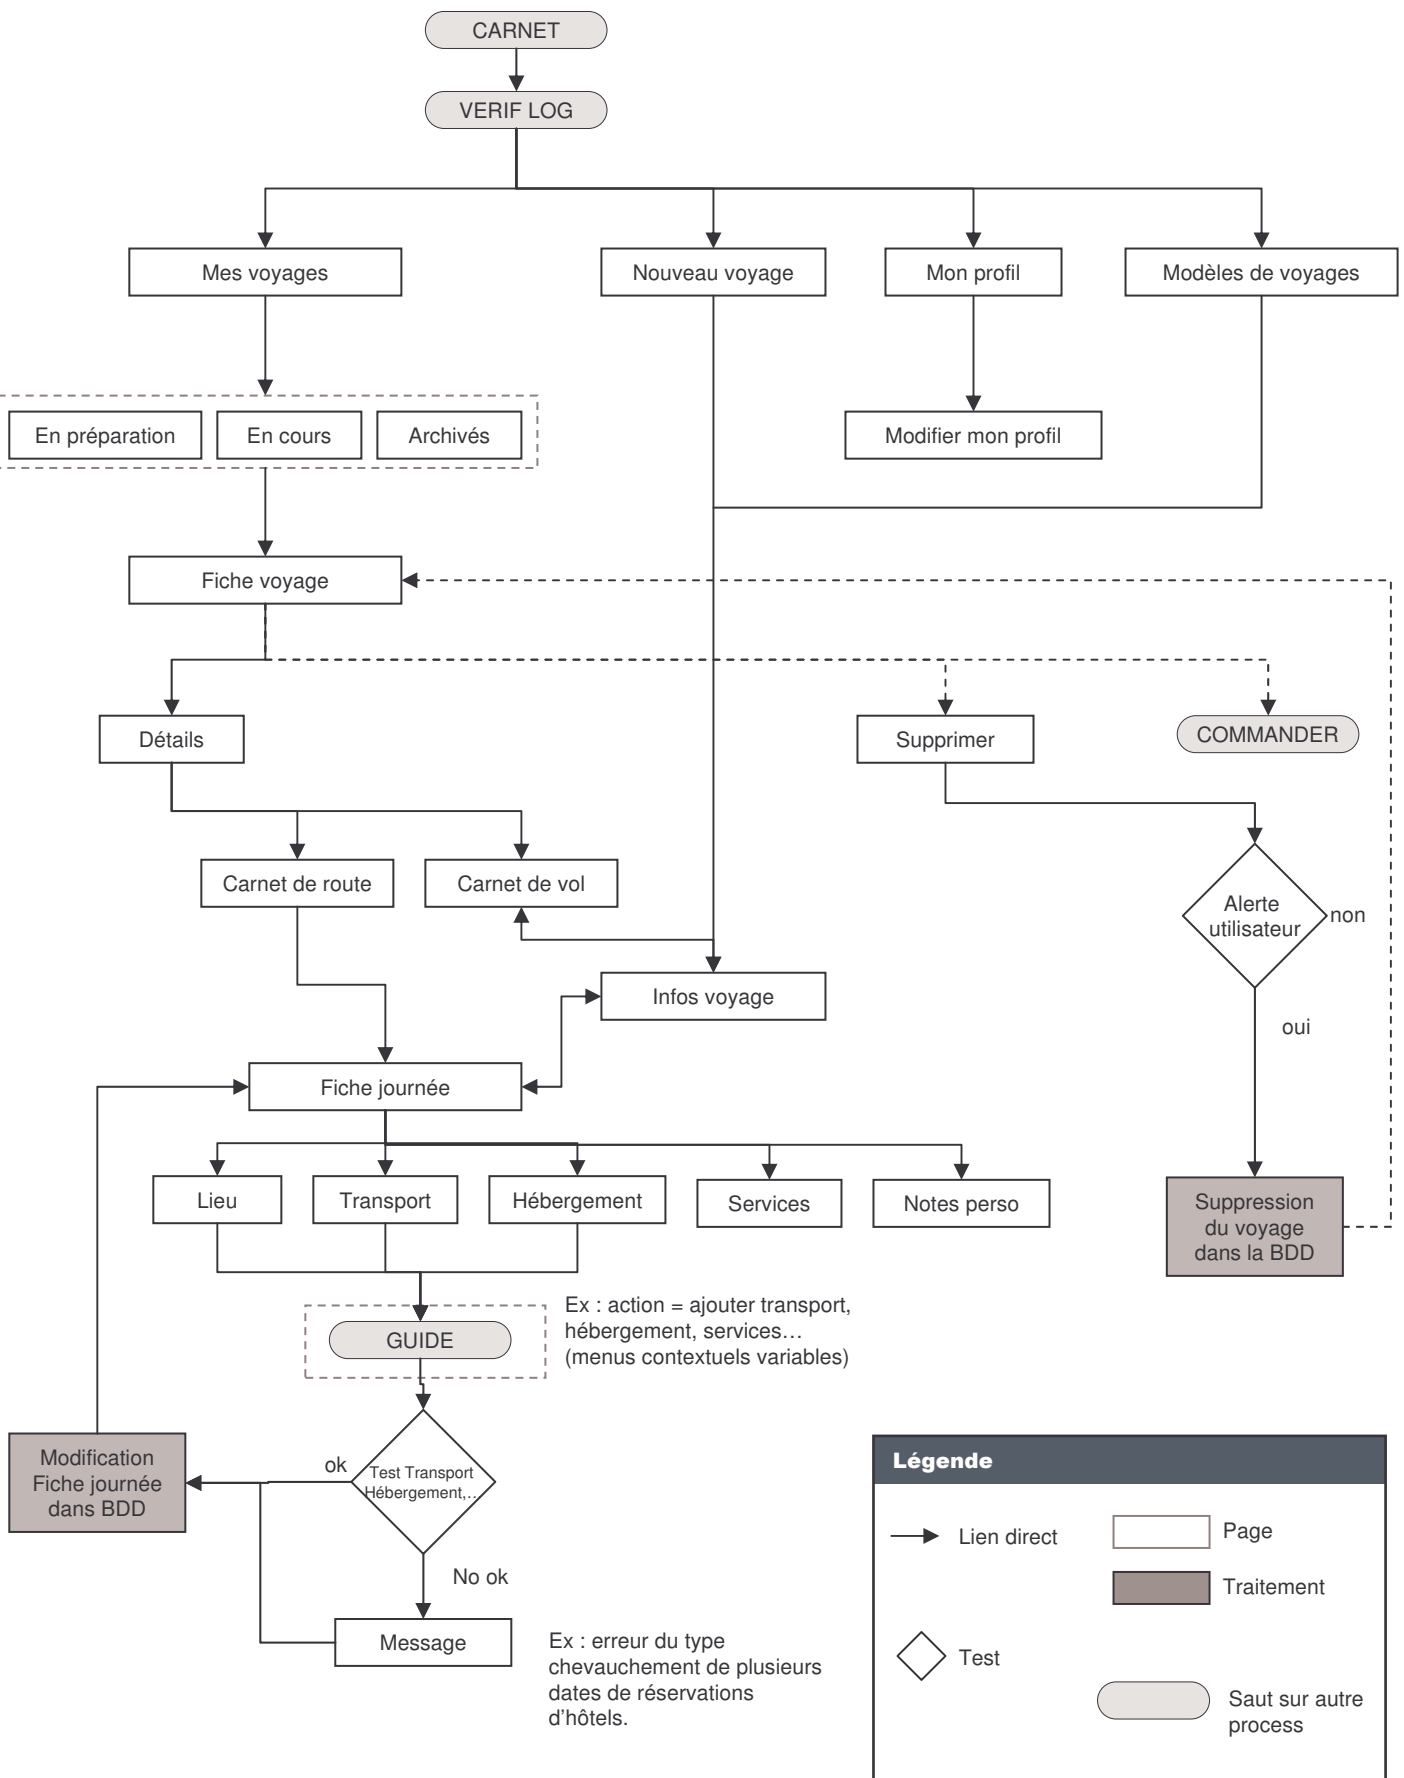 CARNET
VERIF LOG
Mes voyages
Nouveau voyage
Mon profil
Modèles de voyages
En préparation
En cours
Archivés
Modifier mon profil
Fiche voyage
Détails
Supprimer
COMMANDER
Carnet de route
Carnet de vol
Alerte
utilisateur
non
Infos voyage
oui
Fiche journée
Lieu
Transport
Hébergement
Services
Notes perso
Suppression
du voyage
dans la BDD
Ex : action = ajouter transport,
hébergement, services…
(menus contextuels variables)
GUIDE
Modification
Fiche journée
dans BDD
ok
Test Transport
Hébergement,…
No ok
Message
Ex : erreur du type
chevauchement de plusieurs
dates de réservations
d'hôtels.
Légende
Lien direct
Page
Traitement
Test
Saut sur autre
process